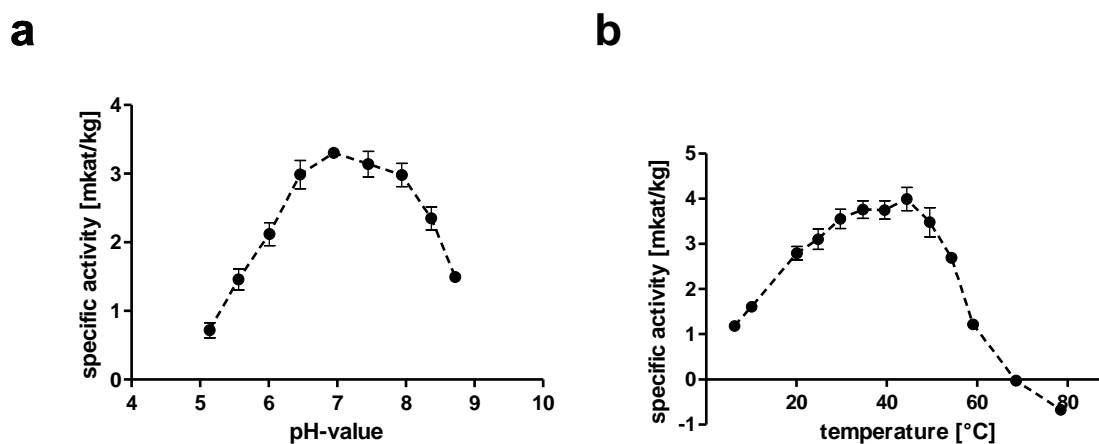 a
specific activity [mkat/kg]
4
3
2
1
0
4 5 6 7 8 9 10
pH-value
b
specific activity [mkat/kg]
5
4
3
2
1
0
-1
20 40 60 80
temperature [°C]